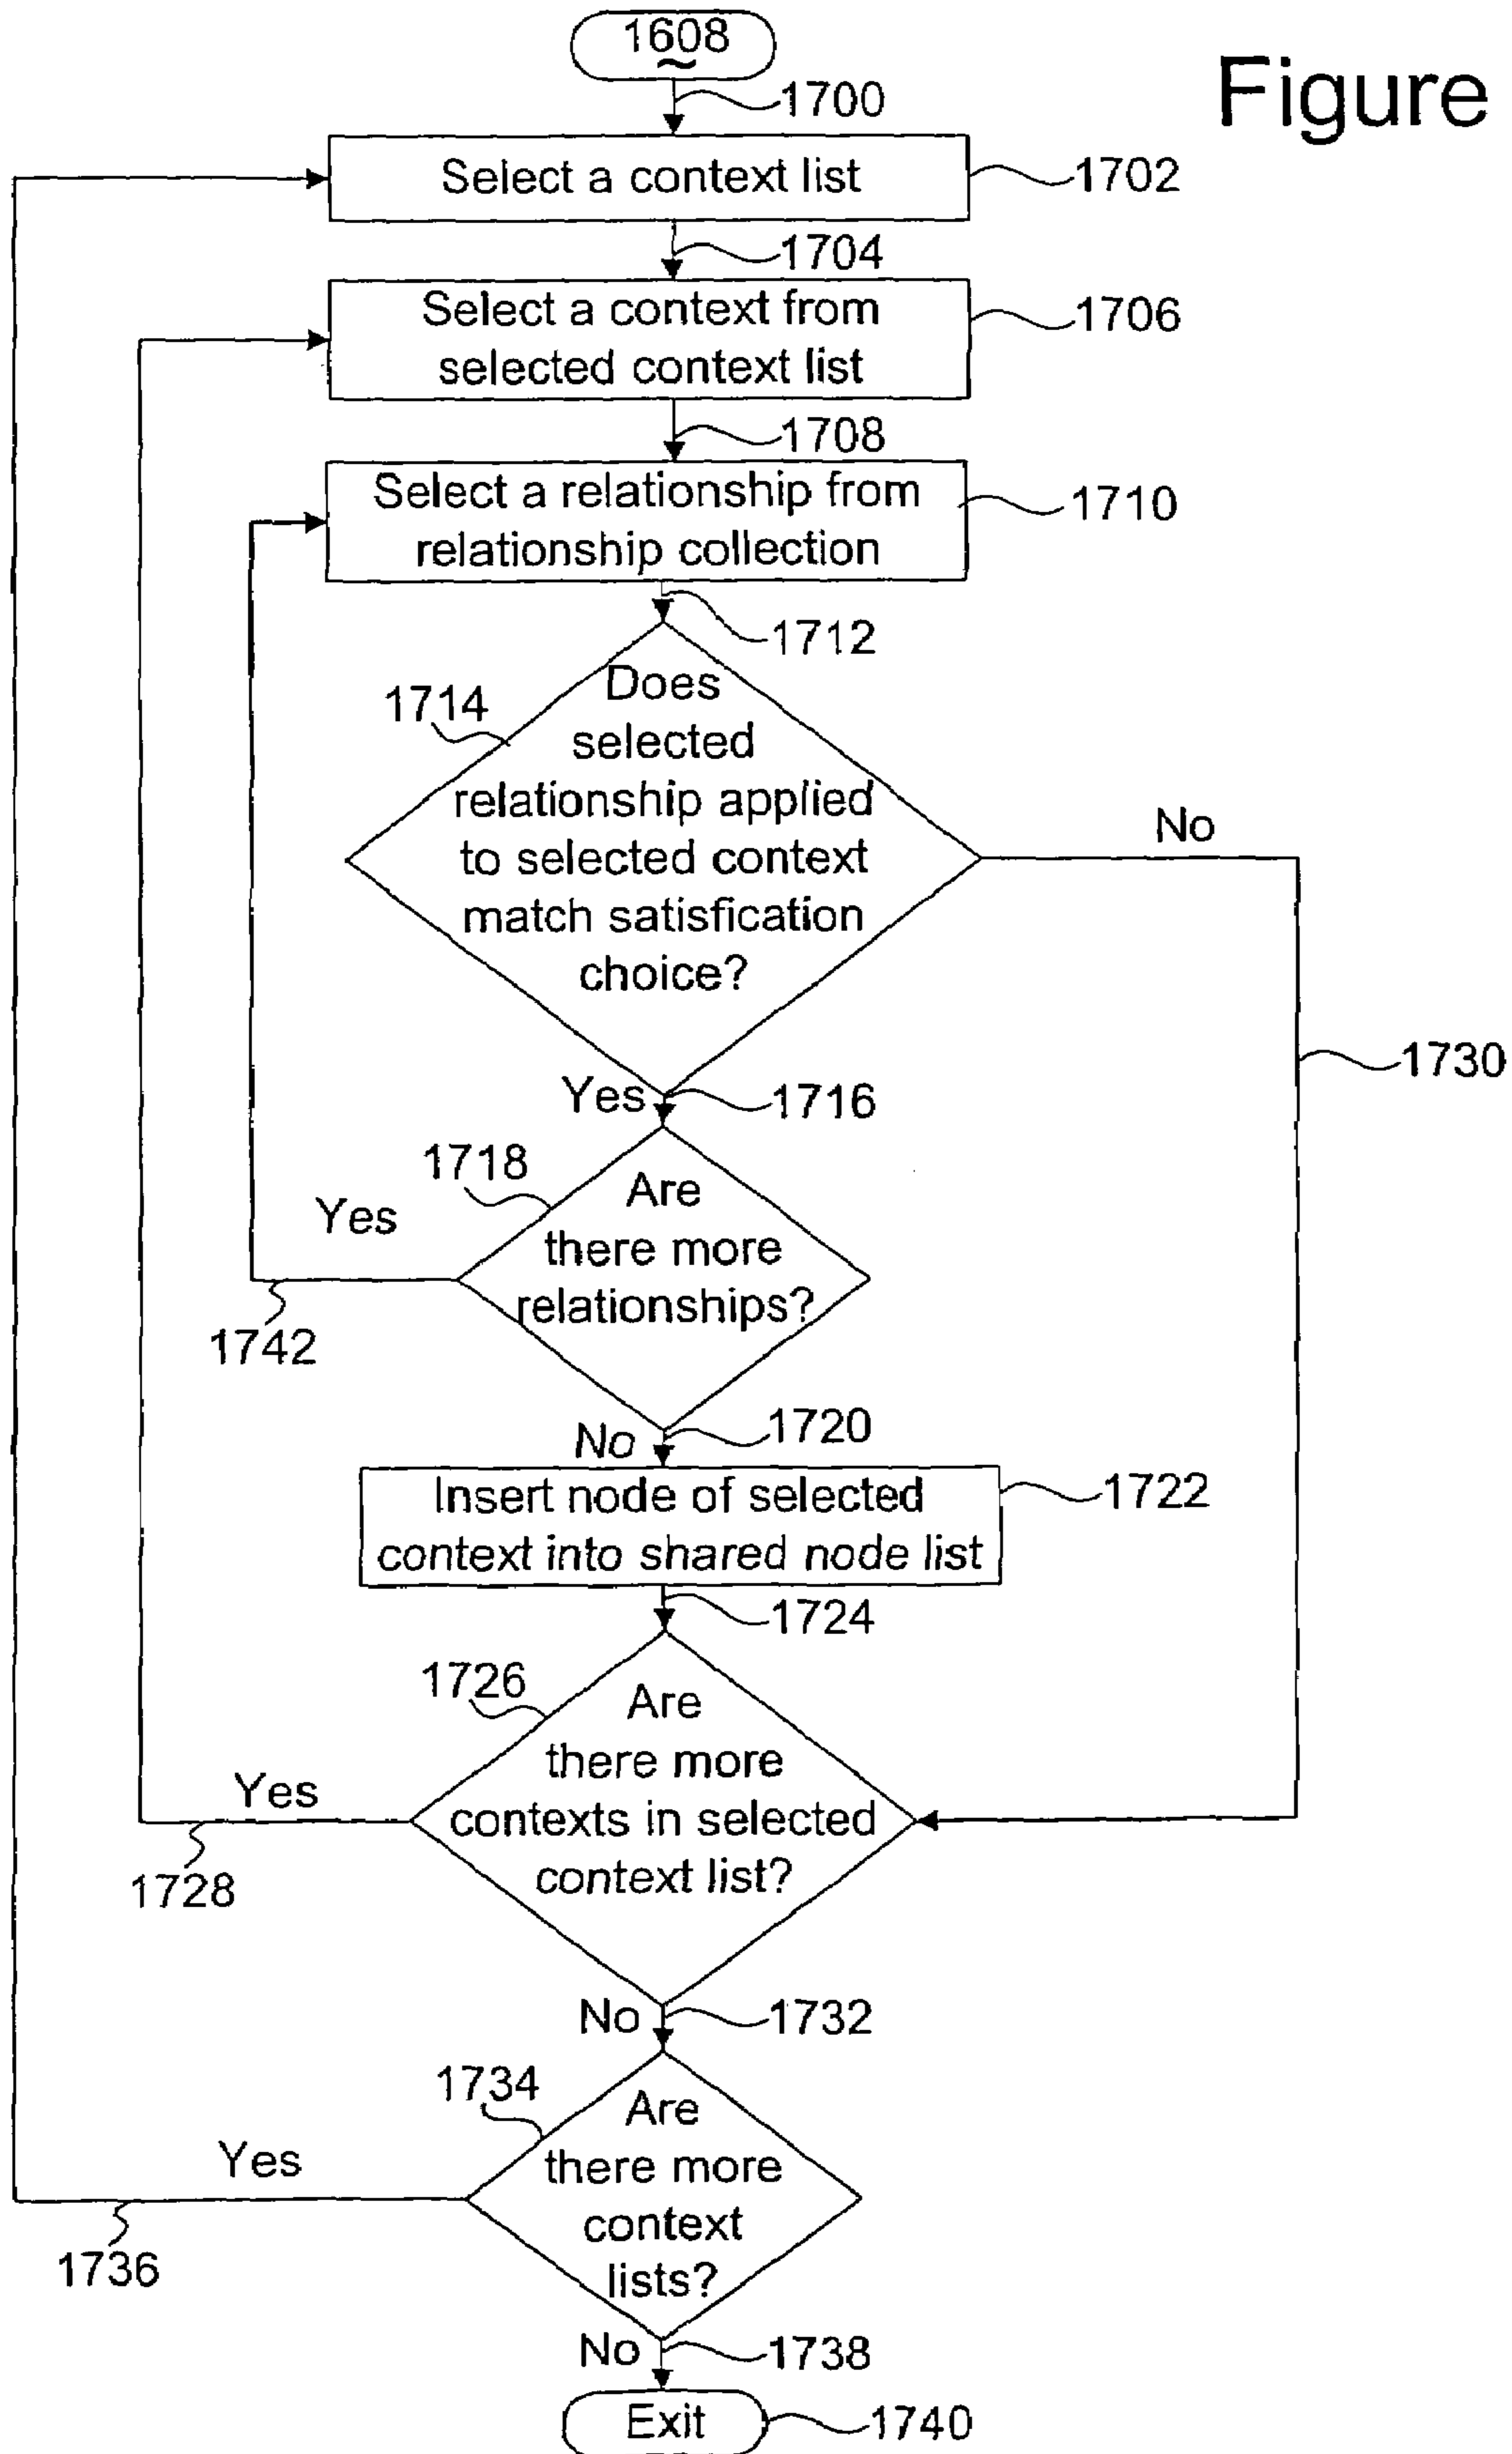 1608
Figure
1700
Select a context list
1702
1704
Select a context from
selected context list
1706
1708
Select a relationship from
relationship collection
1710
1712
1714
Does
selected
relationship applied
to selected context
match satisfication
choice?
No
1730
Yes
1716
1718
Are
there more
relationships?
Yes
1742
No
1720
Insert node of selected
context into shared node list
1722
1724
1726
Are
there more
contexts in selected
context list?
Yes
1728
No
1732
1734
Are
there more
context
lists?
Yes
1736
No
1738
Exit
1740